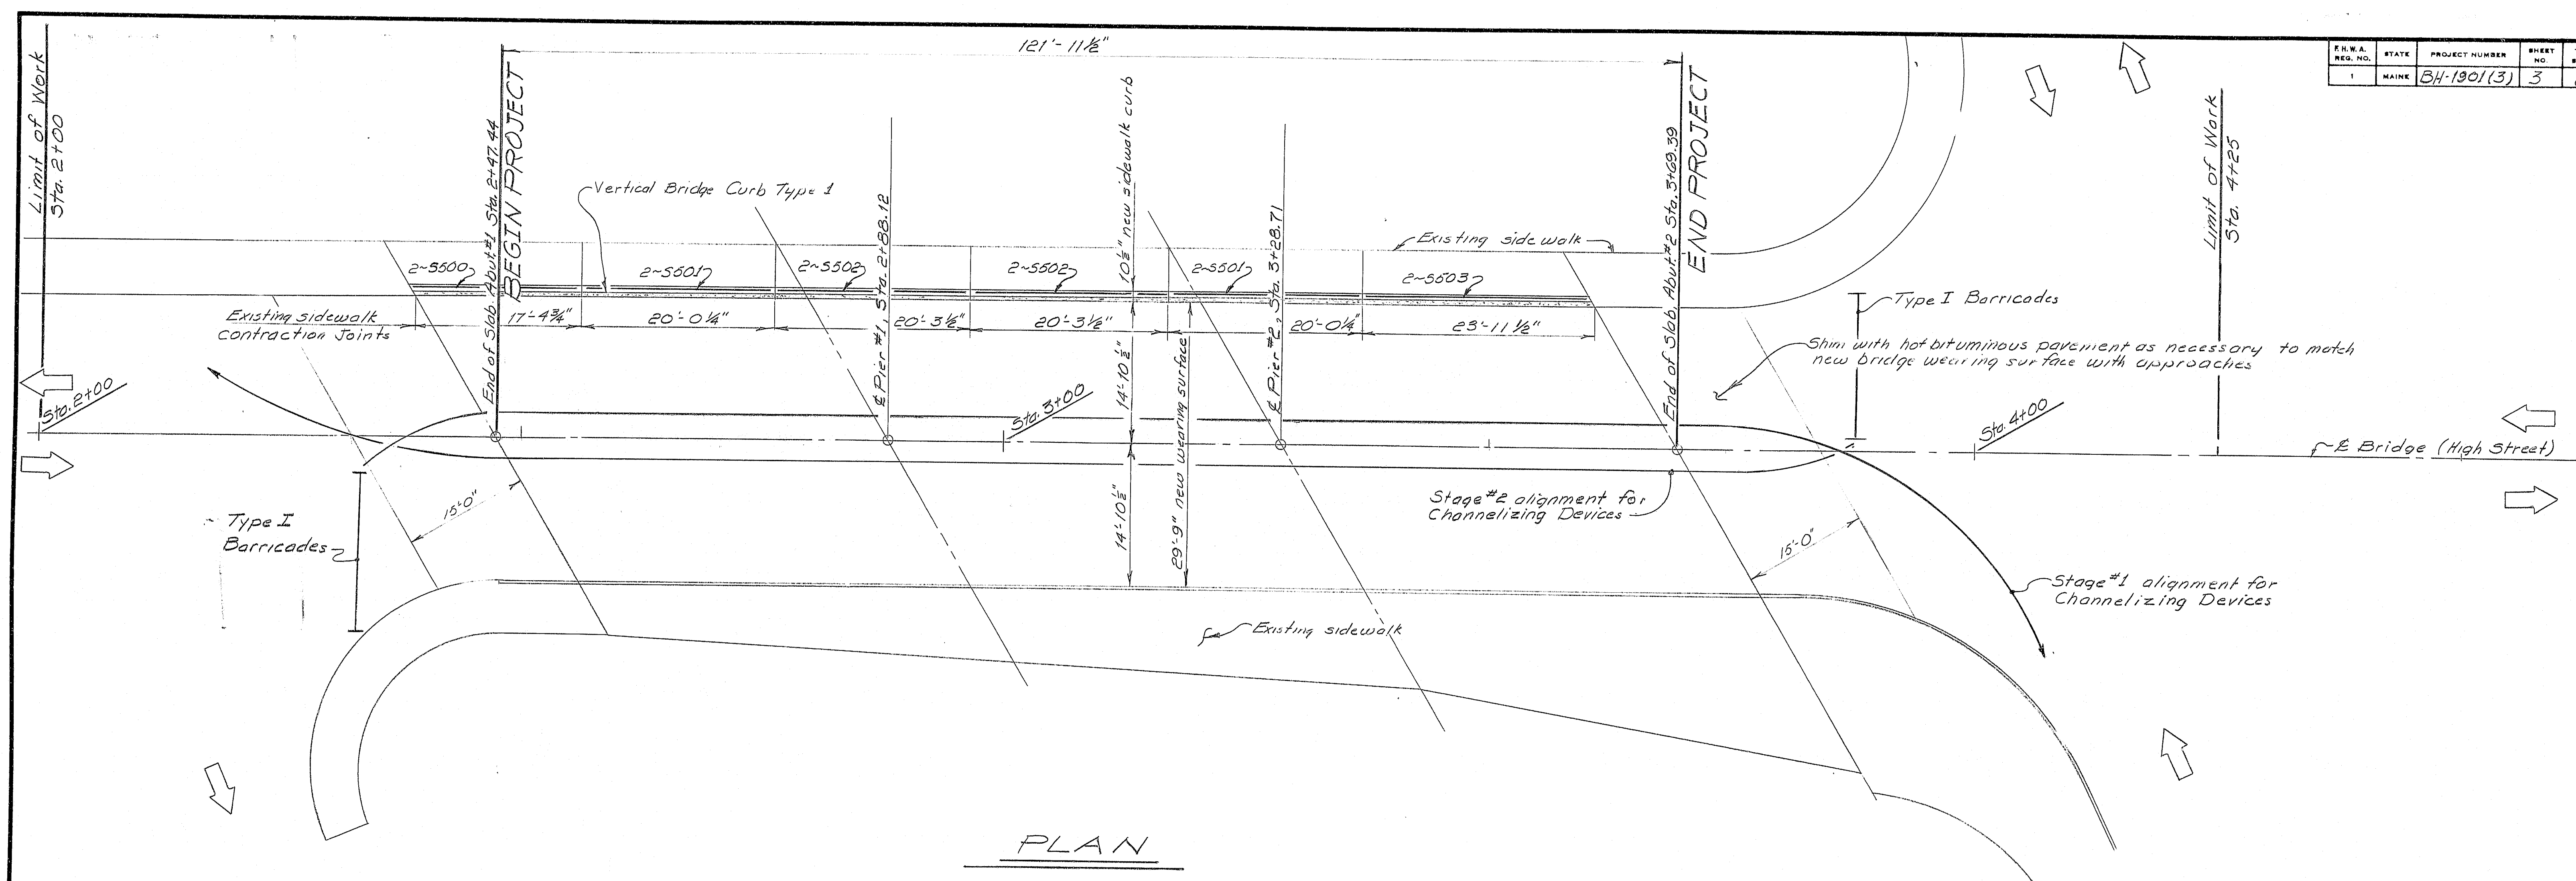 121'-11½"
F.H.W.A. REG. NO.
STATE
PROJECT NUMBER
SHEET NO.
1
MAINE
BH-1901(3)
3
Limit of Work
Sta. 2+00
End of Slab, Abut. #1 Sta. 2+47.44
BEGIN PROJECT
Vertical Bridge Curb Type 1
₵ Pier #1, Sta. 2+88.12
10½" new sidewalk curb
₵ Pier #2, Sta. 3+28.71
End of Slab, Abut. #2 Sta. 3+69.39
END PROJECT
Limit of Work
Sta. 4+25
Existing sidewalk
2~S500
2~S501
2~S502
2~S502
2~S501
2~S503
Existing sidewalk
contraction Joints
17'-4¾"
20'-0¼"
20'-3½"
20'-3½"
20'-0¼"
23'-11½"
Type I Barricades
Shim with hot bituminous pavement as necessary to match
new bridge wearing surface with approaches
Sta. 2+00
Sta. 3+00
Sta. 4+00
14'-10½"
14'-10½"
29'-9" new wearing surface
₵ Bridge (High Street)
Stage #2 alignment for
Channelizing Devices
15'-0"
15'-0"
Type I
Barricades
Stage #1 alignment for
Channelizing Devices
Existing sidewalk
PLAN